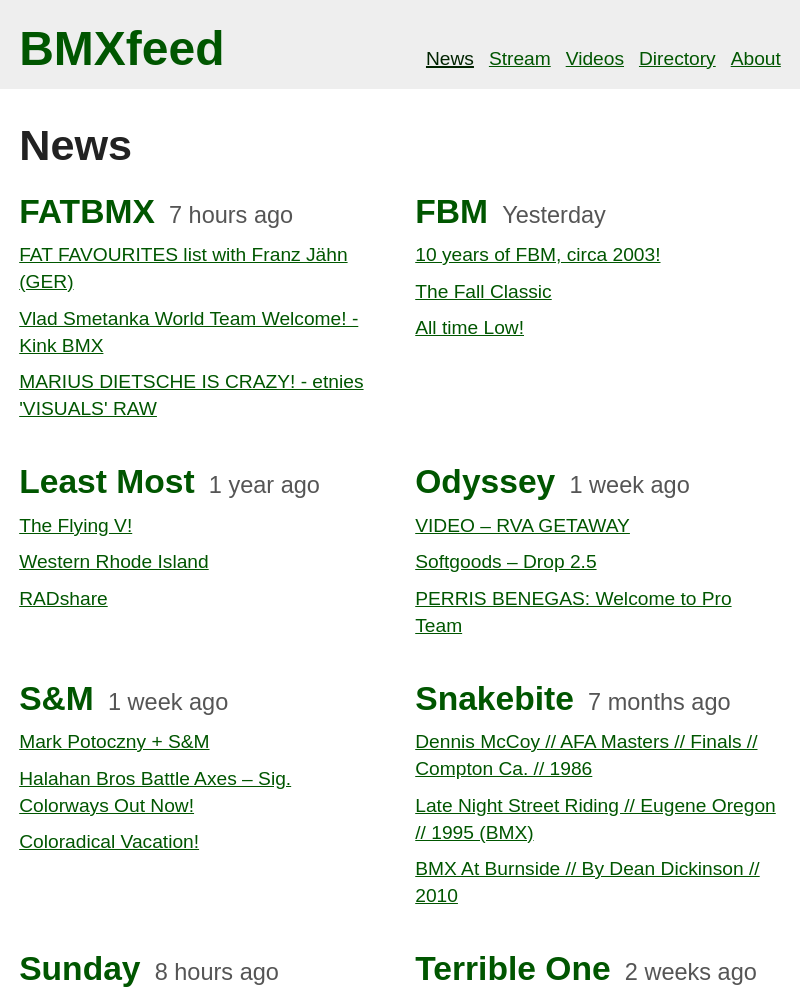 BMXfeed
News Stream Videos Directory About
News
FATBMX 7 hours ago
FAT FAVOURITES list with Franz Jähn
(GER)
Vlad Smetanka World Team Welcome! -
Kink BMX
MARIUS DIETSCHE IS CRAZY! - etnies
'VISUALS' RAW
FBM Yesterday
10 years of FBM, circa 2003!
The Fall Classic
All time Low!
Least Most 1 year ago
The Flying V!
Western Rhode Island
RADshare
Odyssey 1 week ago
VIDEO – RVA GETAWAY
Softgoods – Drop 2.5
PERRIS BENEGAS: Welcome to Pro
Team
S&M 1 week ago
Mark Potoczny + S&M
Halahan Bros Battle Axes – Sig.
Colorways Out Now!
Coloradical Vacation!
Snakebite 7 months ago
Dennis McCoy // AFA Masters // Finals //
Compton Ca. // 1986
Late Night Street Riding // Eugene Oregon
// 1995 (BMX)
BMX At Burnside // By Dean Dickinson //
2010
Sunday 8 hours ago
Terrible One 2 weeks ago